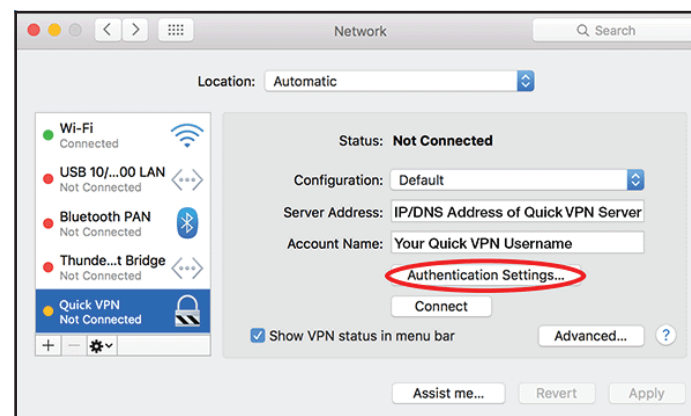 Network
Search
Location: Automatic
Wi-Fi
Connected
USB 10/...00 LAN
Not Connected
Bluetooth PAN
Not Connected
Thunde...t Bridge
Not Connected
Quick VPN
Not Connected
Status: Not Connected
Configuration: Default
Server Address: IP/DNS Address of Quick VPN Server
Account Name: Your Quick VPN Username
Authentication Settings...
Connect
Show VPN status in menu bar
Advanced... ?
Assist me... Revert Apply